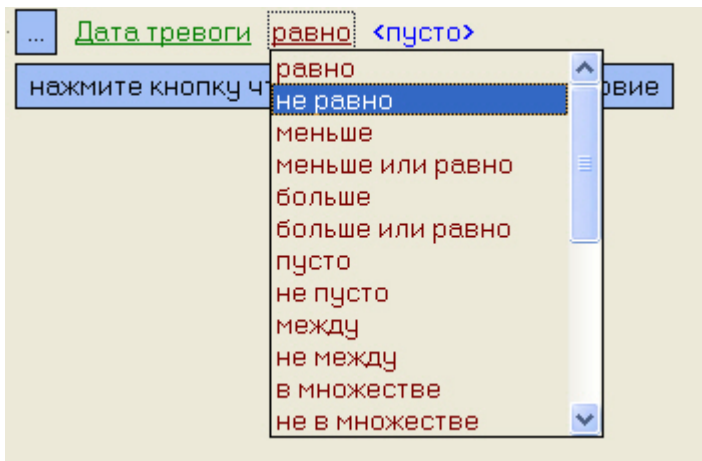 ... Дата тревоги равно <пусто>
равно
нажмите кнопку ч овие
не равно
меньше
меньше или равно
больше
больше или равно
пусто
не пусто
между
не между
в множестве
не в множестве